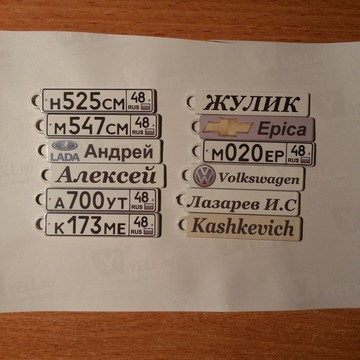 н525см 48 RUS
м547см 48 RUS
LADA Андрей
Алексей
А700УТ 48 RUS
К173МЕ 48 RUS
ЖУЛИК
Epica
М020ЕР 48 RUS
Volkswagen
Лазарев И.С
Kashkevich